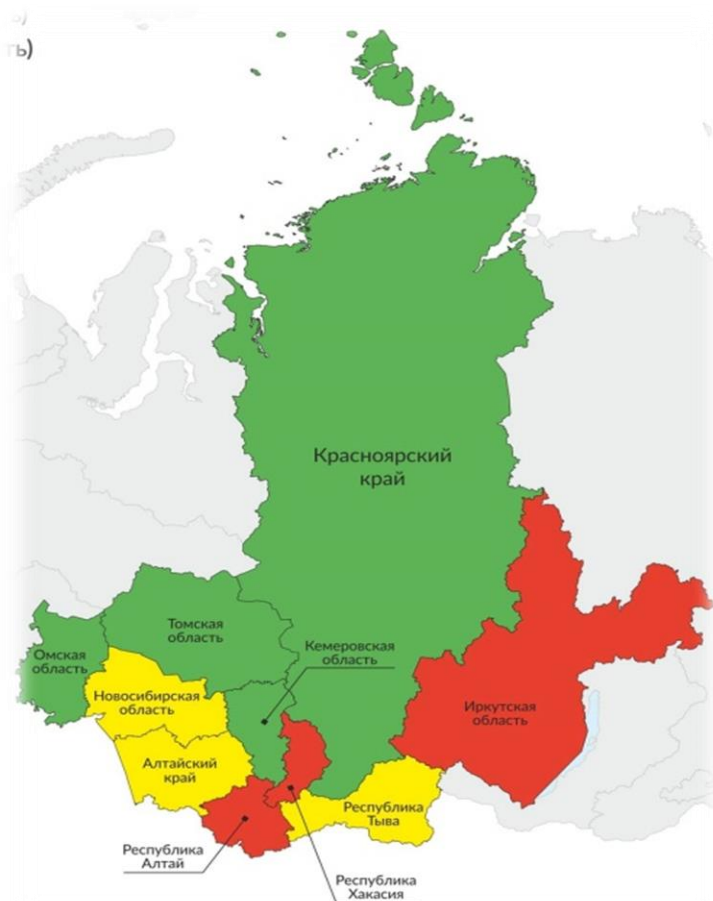 ть)
Красноярский
край
Томская
область
Кемеровская
область
Омская
область
Новосибирская
область
Иркутская
область
Алтайский
край
Республика
Тыва
Республика
Алтай
Республика
Хакасия